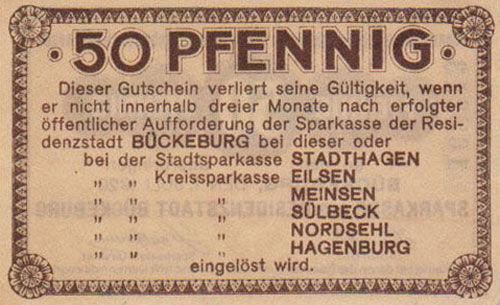 · 50 PFENNIG ·
Dieser Gutschein verliert seine Gültigkeit, wenn
er nicht innerhalb dreier Monate nach erfolgter
öffentlicher Aufforderung der Sparkasse der Resi-
denzstadt BÜCKEBURG bei dieser oder
bei der Stadtsparkasse STADTHAGEN
„ „ Kreissparkasse EILSEN
„ „ „ MEINSEN
„ „ „ SÜLBECK
„ „ „ NORDSEHL
„ „ „ HAGENBURG
eingelöst wird.